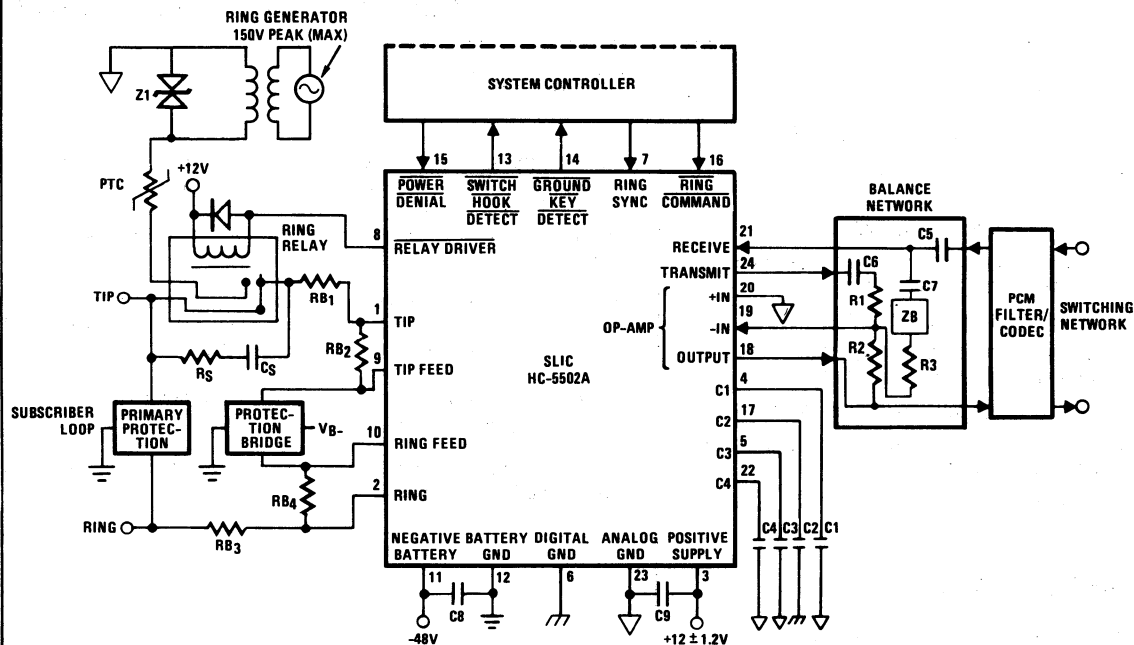 RING GENERATOR
150V PEAK (MAX)
SYSTEM CONTROLLER
Z1
PTC
+12V
RING
RELAY
15
13
14
7
16
POWER
DENIAL
SWITCH
HOOK
DETECT
GROUND
KEY
DETECT
RING
SYNC
RING
COMMAND
BALANCE
NETWORK
8
RELAY DRIVER
21
RECEIVE
C5
24
TRANSMIT
C6
C7
20
+IN
R1
ZB
19
-IN
OP-AMP
R2
R3
18
OUTPUT
PCM
FILTER/
CODEC
SWITCHING
NETWORK
TIP
RB1
1
TIP
RB2
9
TIP FEED
RS
CS
SLIC
HC-5502A
4
C1
17
C2
5
C3
22
C4
SUBSCRIBER
LOOP
PRIMARY
PROTEC-
TION
PROTEC-
TION
BRIDGE
VB-
10
RING FEED
RB4
2
RING
RING
RB3
C4
C3
C2
C1
NEGATIVE
BATTERY
BATTERY
GND
DIGITAL
GND
ANALOG
GND
POSITIVE
SUPPLY
11
12
6
23
3
C8
C9
-48V
+12 ± 1.2V